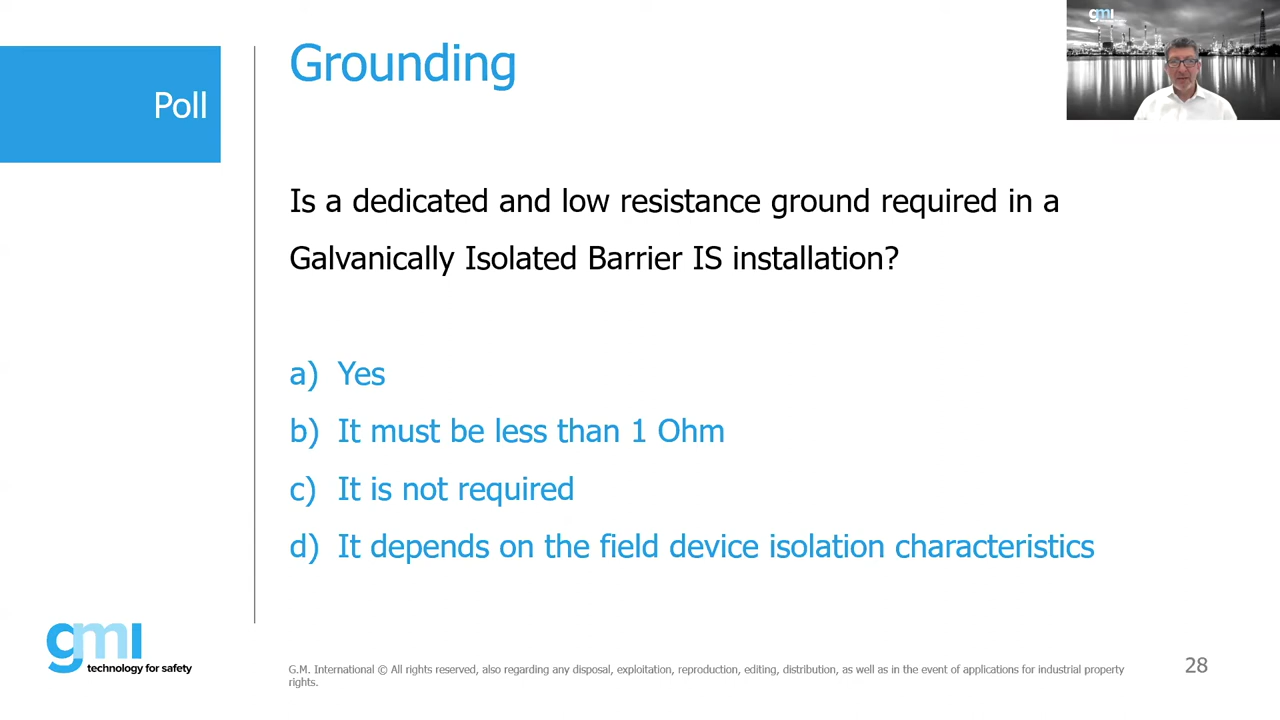 Grounding
Poll
gmi
Is a dedicated and low resistance ground required in a
Galvanically Isolated Barrier IS installation?
a) Yes
b) It must be less than 1 Ohm
c) It is not required
d) It depends on the field device isolation characteristics
gmi
technology for safety
G.M. International © All rights reserved, also regarding any disposal, exploitation, reproduction, editing, distribution, as well as in the event of applications for industrial property
rights.
28